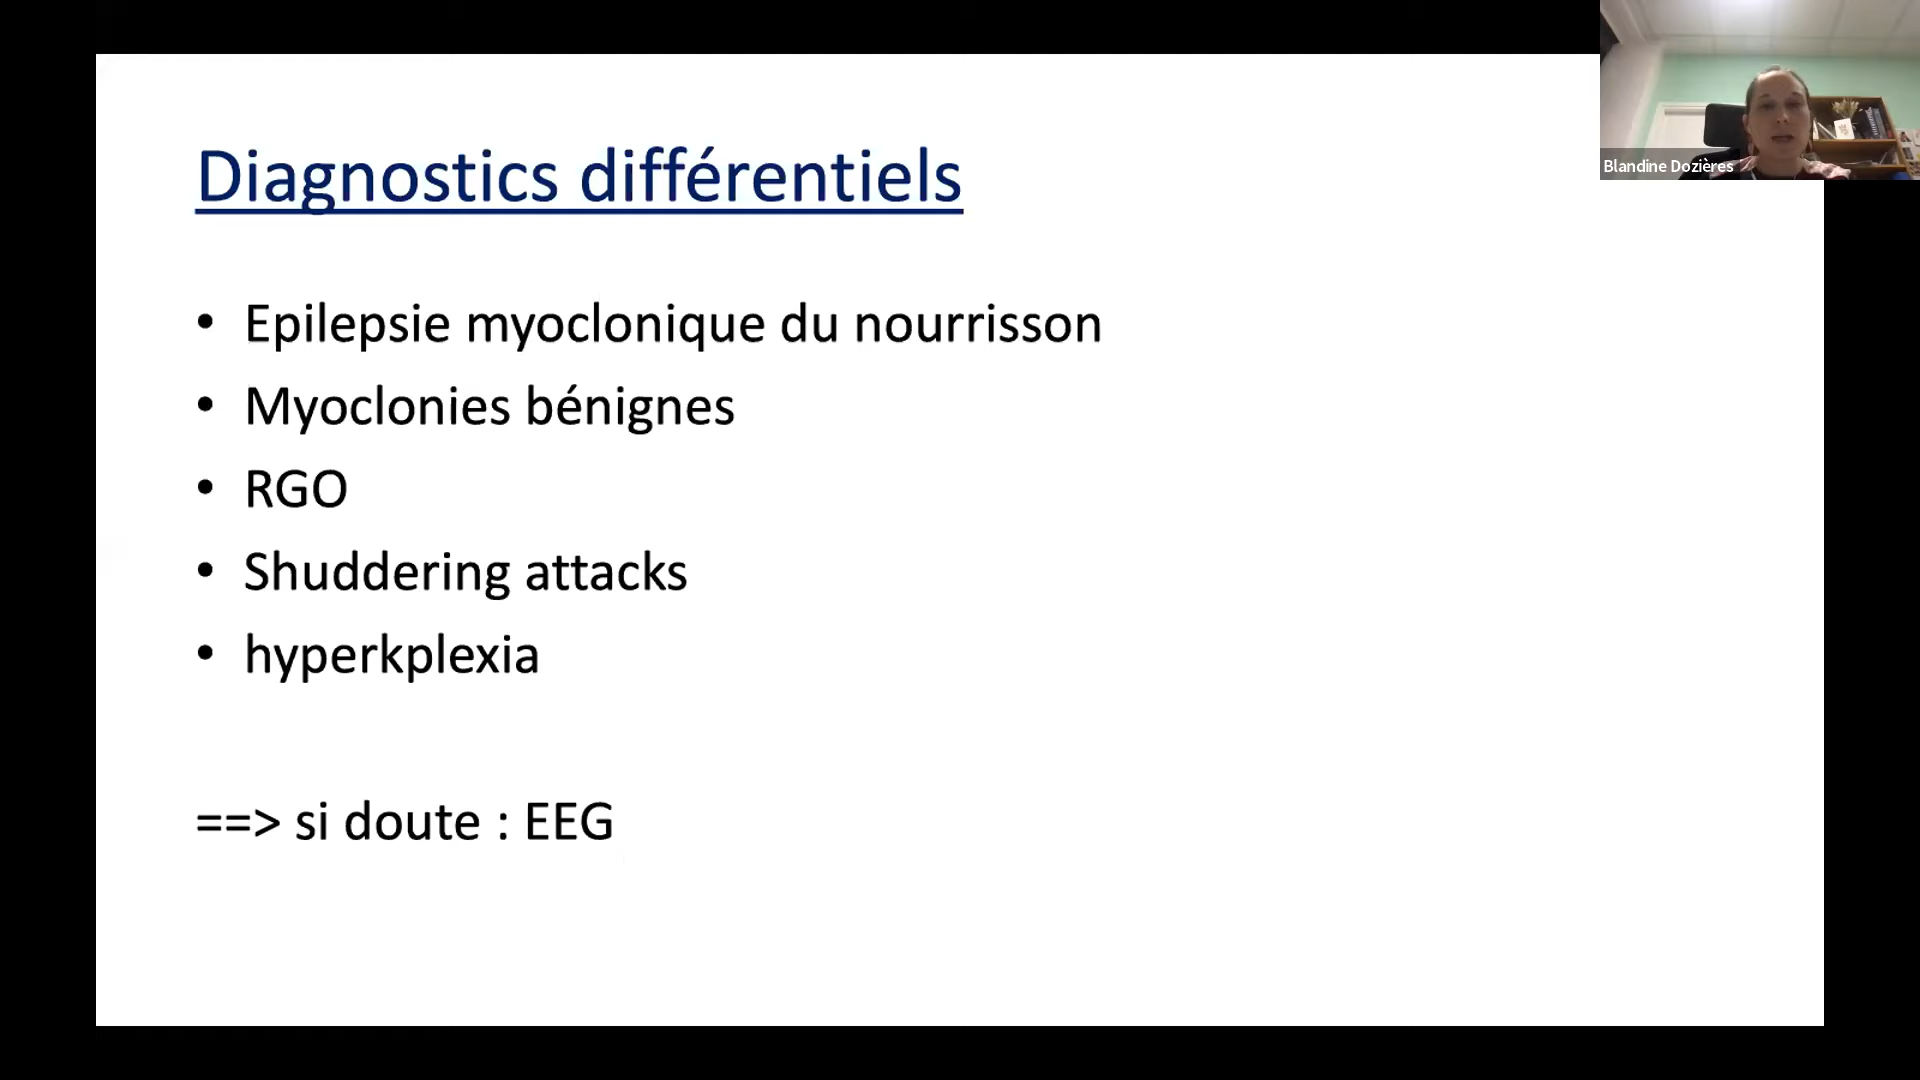 Diagnostics différentiels
• Epilepsie myoclonique du nourrisson
• Myoclonies bénignes
• RGO
• Shuddering attacks
• hyperkplexia
==> si doute : EEG
Blandine Dozières